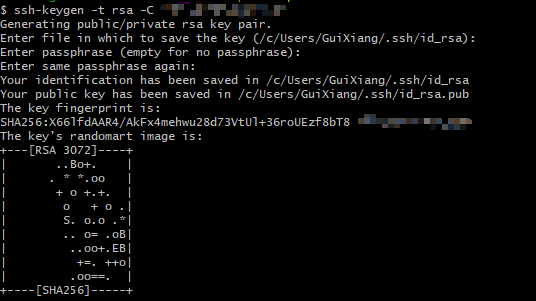 $ ssh-keygen -t rsa -C
Generating public/private rsa key pair.
Enter file in which to save the key (/c/Users/GuiXiang/.ssh/id_rsa):
Enter passphrase (empty for no passphrase):
Enter same passphrase again:
Your identification has been saved in /c/Users/GuiXiang/.ssh/id_rsa
Your public key has been saved in /c/Users/GuiXiang/.ssh/id_rsa.pub
The key fingerprint is:
SHA256:X66lfdAAR4/AkFx4mehwu28d73VtUl+36roUEzf8bT8
The key's randomart image is:
+---[RSA 3072]----+
|       ..Bo+.    |
|      . * *.oo   |
|       + o +.+.  |
|        o   + o .|
|        S. o.o .*|
|        .. o= .oB|
|         ..oo+.EB|
|          +=. ++o|
|         .oo==.  |
+----[SHA256]-----+